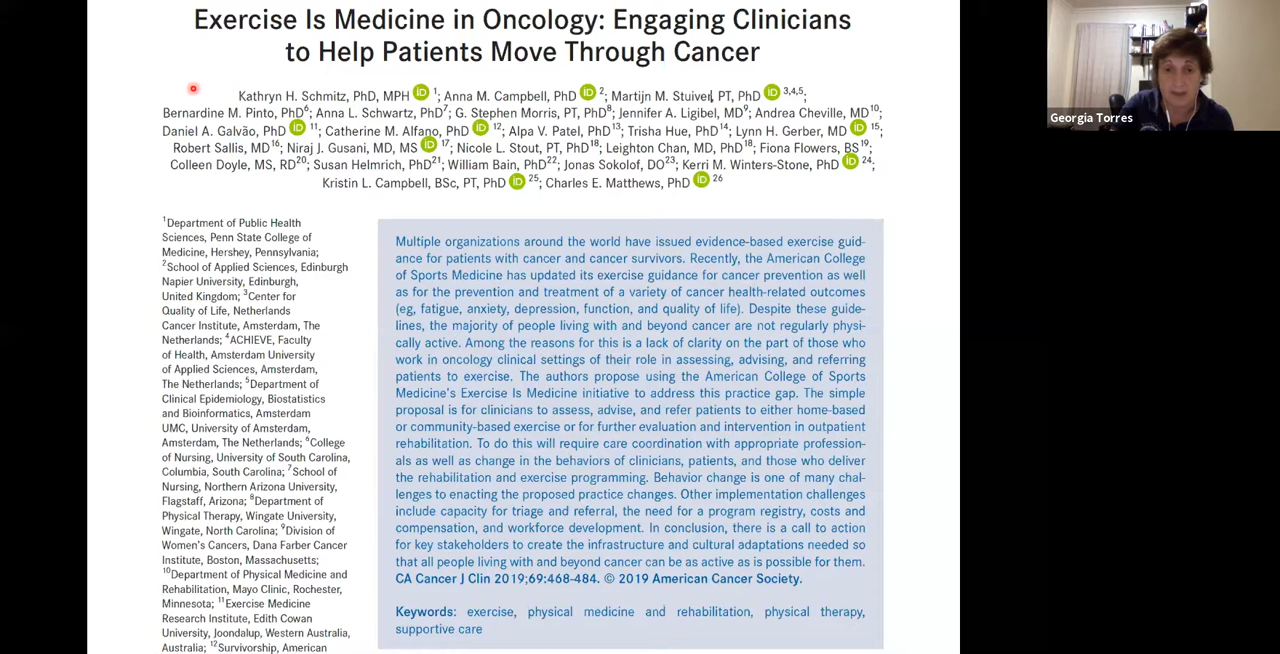 Exercise Is Medicine in Oncology: Engaging Clinicians
to Help Patients Move Through Cancer
Kathryn H. Schmitz, PhD, MPH iD 1; Anna M. Campbell, PhD iD 2; Martijn M. Stuiver, PT, PhD iD 3,4,5;
Bernardine M. Pinto, PhD6; Anna L. Schwartz, PhD7; G. Stephen Morris, PT, PhD8; Jennifer A. Ligibel, MD9; Andrea Cheville, MD10;
Daniel A. Galvão, PhD iD 11; Catherine M. Alfano, PhD iD 12; Alpa V. Patel, PhD13; Trisha Hue, PhD14; Lynn H. Gerber, MD iD 15;
Robert Sallis, MD16; Niraj J. Gusani, MD, MS iD 17; Nicole L. Stout, PT, PhD18; Leighton Chan, MD, PhD18; Fiona Flowers, BS19;
Colleen Doyle, MS, RD20; Susan Helmrich, PhD21; William Bain, PhD22; Jonas Sokolof, DO23; Kerri M. Winters-Stone, PhD iD 24;
Kristin L. Campbell, BSc, PT, PhD iD 25; Charles E. Matthews, PhD iD 26
1Department of Public Health
Sciences, Penn State College of
Medicine, Hershey, Pennsylvania;
2School of Applied Sciences, Edinburgh
Napier University, Edinburgh,
United Kingdom; 3Center for
Quality of Life, Netherlands
Cancer Institute, Amsterdam, The
Netherlands; 4ACHIEVE, Faculty
of Health, Amsterdam University
of Applied Sciences, Amsterdam,
The Netherlands; 5Department of
Clinical Epidemiology, Biostatistics
and Bioinformatics, Amsterdam
UMC, University of Amsterdam,
Amsterdam, The Netherlands; 6College
of Nursing, University of South Carolina,
Columbia, South Carolina; 7School of
Nursing, Northern Arizona University,
Flagstaff, Arizona; 8Department of
Physical Therapy, Wingate University,
Wingate, North Carolina; 9Division of
Women's Cancers, Dana Farber Cancer
Institute, Boston, Massachusetts;
10Department of Physical Medicine and
Rehabilitation, Mayo Clinic, Rochester,
Minnesota; 11Exercise Medicine
Research Institute, Edith Cowan
University, Joondalup, Western Australia,
Australia; 12Survivorship, American
Multiple organizations around the world have issued evidence-based exercise guid-
ance for patients with cancer and cancer survivors. Recently, the American College
of Sports Medicine has updated its exercise guidance for cancer prevention as well
as for the prevention and treatment of a variety of cancer health-related outcomes
(eg, fatigue, anxiety, depression, function, and quality of life). Despite these guide-
lines, the majority of people living with and beyond cancer are not regularly physi-
cally active. Among the reasons for this is a lack of clarity on the part of those who
work in oncology clinical settings of their role in assessing, advising, and referring
patients to exercise. The authors propose using the American College of Sports
Medicine's Exercise Is Medicine initiative to address this practice gap. The simple
proposal is for clinicians to assess, advise, and refer patients to either home-based
or community-based exercise or for further evaluation and intervention in outpatient
rehabilitation. To do this will require care coordination with appropriate profession-
als as well as change in the behaviors of clinicians, patients, and those who deliver
the rehabilitation and exercise programming. Behavior change is one of many chal-
lenges to enacting the proposed practice changes. Other implementation challenges
include capacity for triage and referral, the need for a program registry, costs and
compensation, and workforce development. In conclusion, there is a call to action
for key stakeholders to create the infrastructure and cultural adaptations needed so
that all people living with and beyond cancer can be as active as is possible for them.
CA Cancer J Clin 2019;69:468-484. © 2019 American Cancer Society.
Keywords: exercise, physical medicine and rehabilitation, physical therapy,
supportive care
Georgia Torres